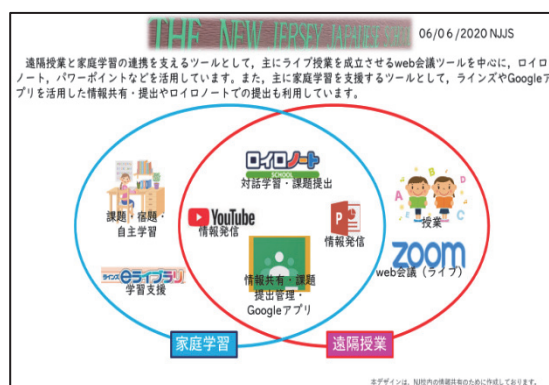 THE NEW JERSEY JAPANESE
06/06/2020 NJJS
遠隔授業と家庭学習の連携を支えるツールとして,主にライブ授業を成立させるweb会議ツールを中心に,ロイロ
ノート,パワーポイントなどを活用しています。また,主に家庭学習を支援するツールとして,ラインズやGoogleア
プリを活用した情報共有・提出やロイロノートでの提出も利用しています。
ロイロノート
SCHOOL
対話学習・課題提出
課題・宿題・
自主学習
YouTube
情報発信
P
情報発信
A
B
C
授業
zoom
web会議(ライブ)
ラインズeライブラリ
学習支援
情報共有・課題
提出管理・
Googleアプリ
家庭学習
遠隔授業
本デザインは、NJ校内の情報共有のために作成しております。